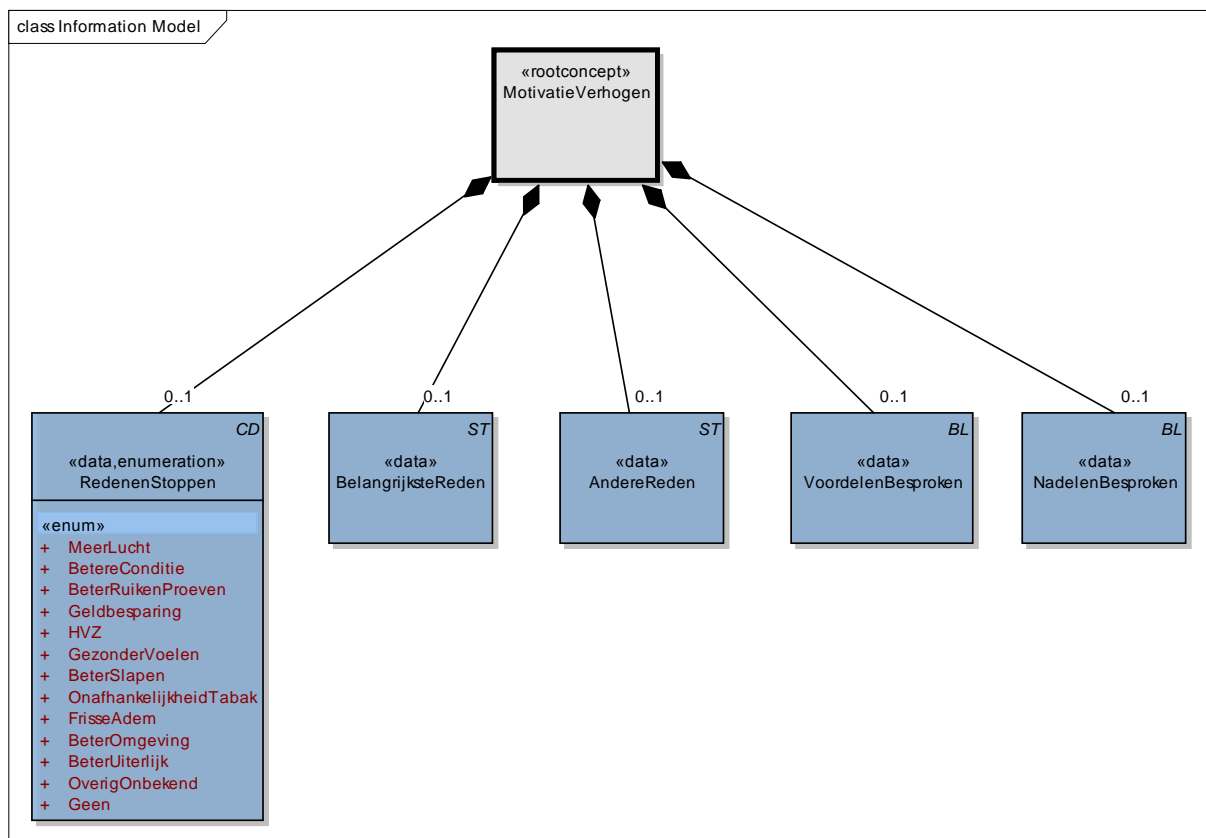 class Information Model
«rootconcept»
MotivatieVerhogen
0..1
0..1
0..1
0..1
0..1
CD
«data,enumeration»
RedenenStoppen
«enum»
+ MeerLucht
+ BetereConditie
+ BeterRuikenProeven
+ Geldbesparing
+ HVZ
+ GezonderVoelen
+ BeterSlapen
+ OnafhankelijkheidTabak
+ FrisseAdem
+ BeterOmgeving
+ BeterUiterlijk
+ OverigOnbekend
+ Geen
ST
«data»
BelangrijksteReden
ST
«data»
AndereReden
BL
«data»
VoordelenBesproken
BL
«data»
NadelenBesproken